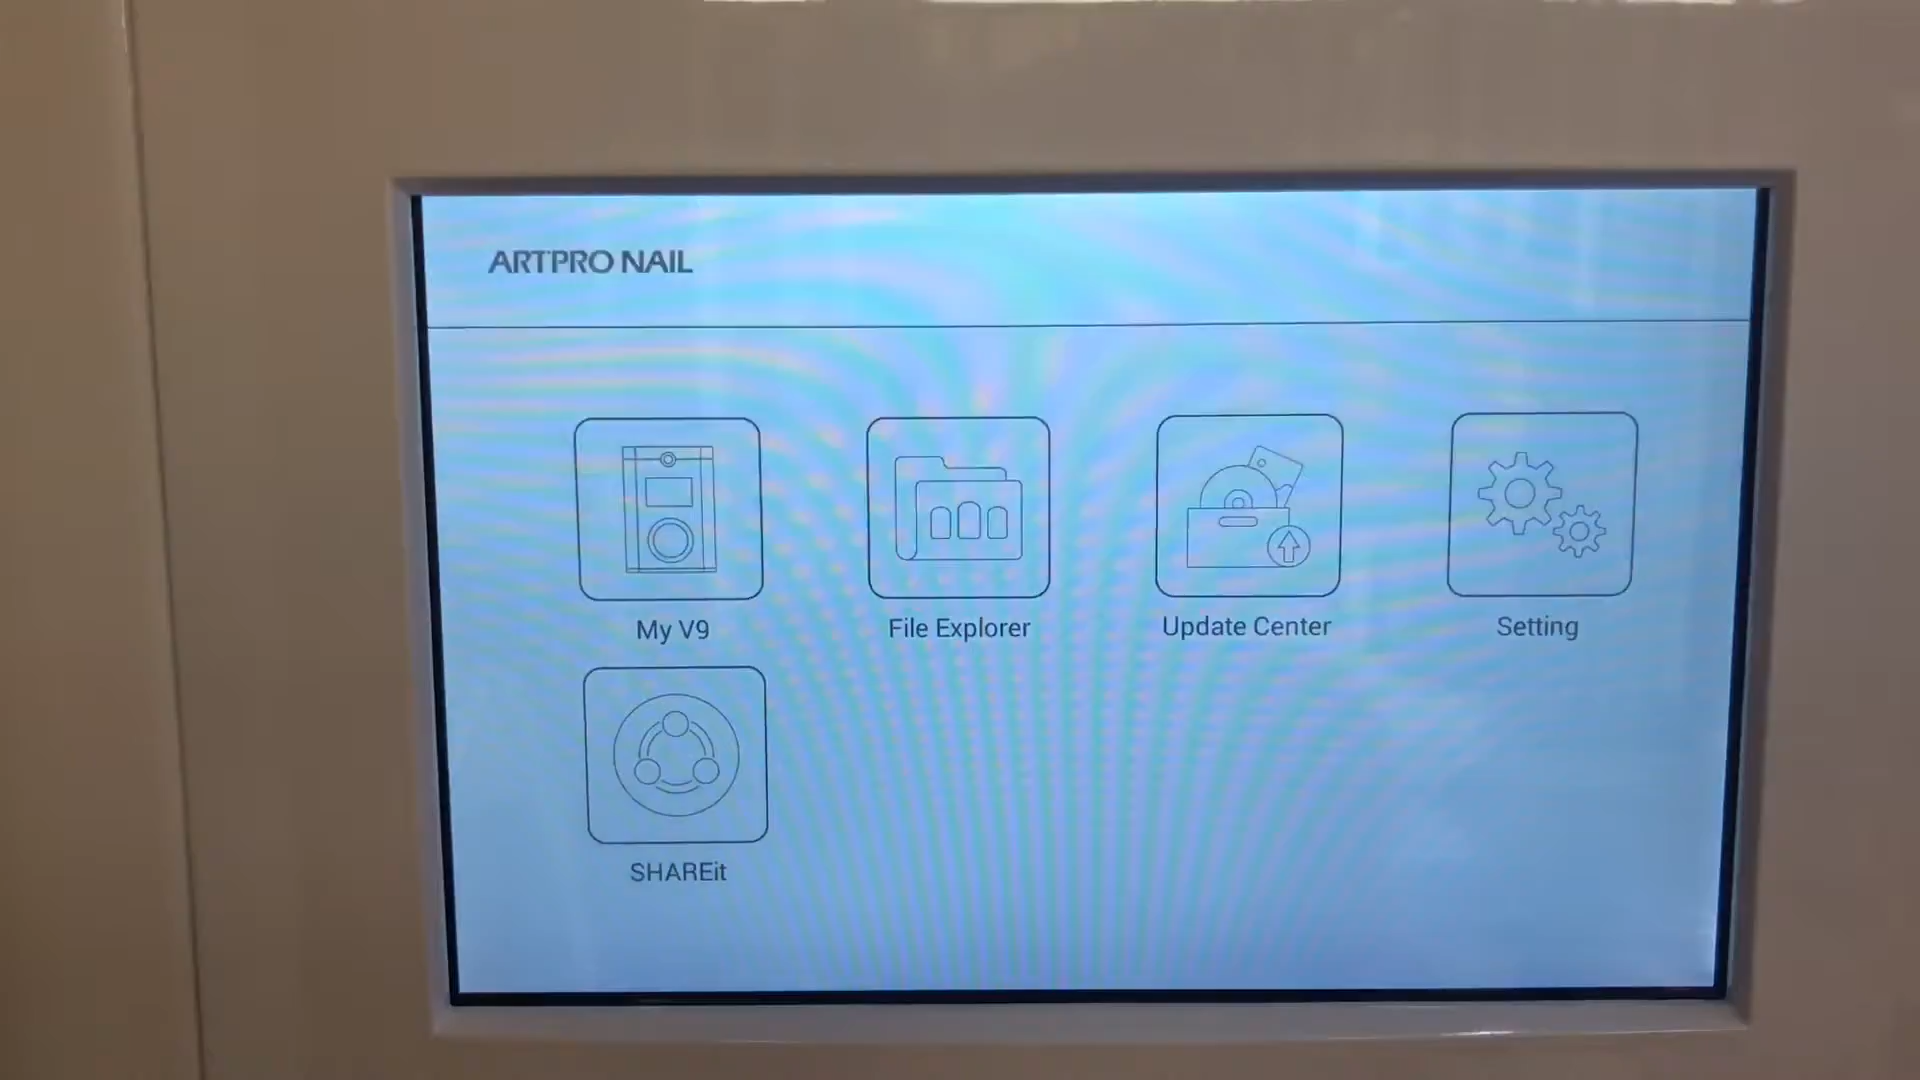 ARTPRO NAIL
My V9
File Explorer
Update Center
Setting
SHAREit